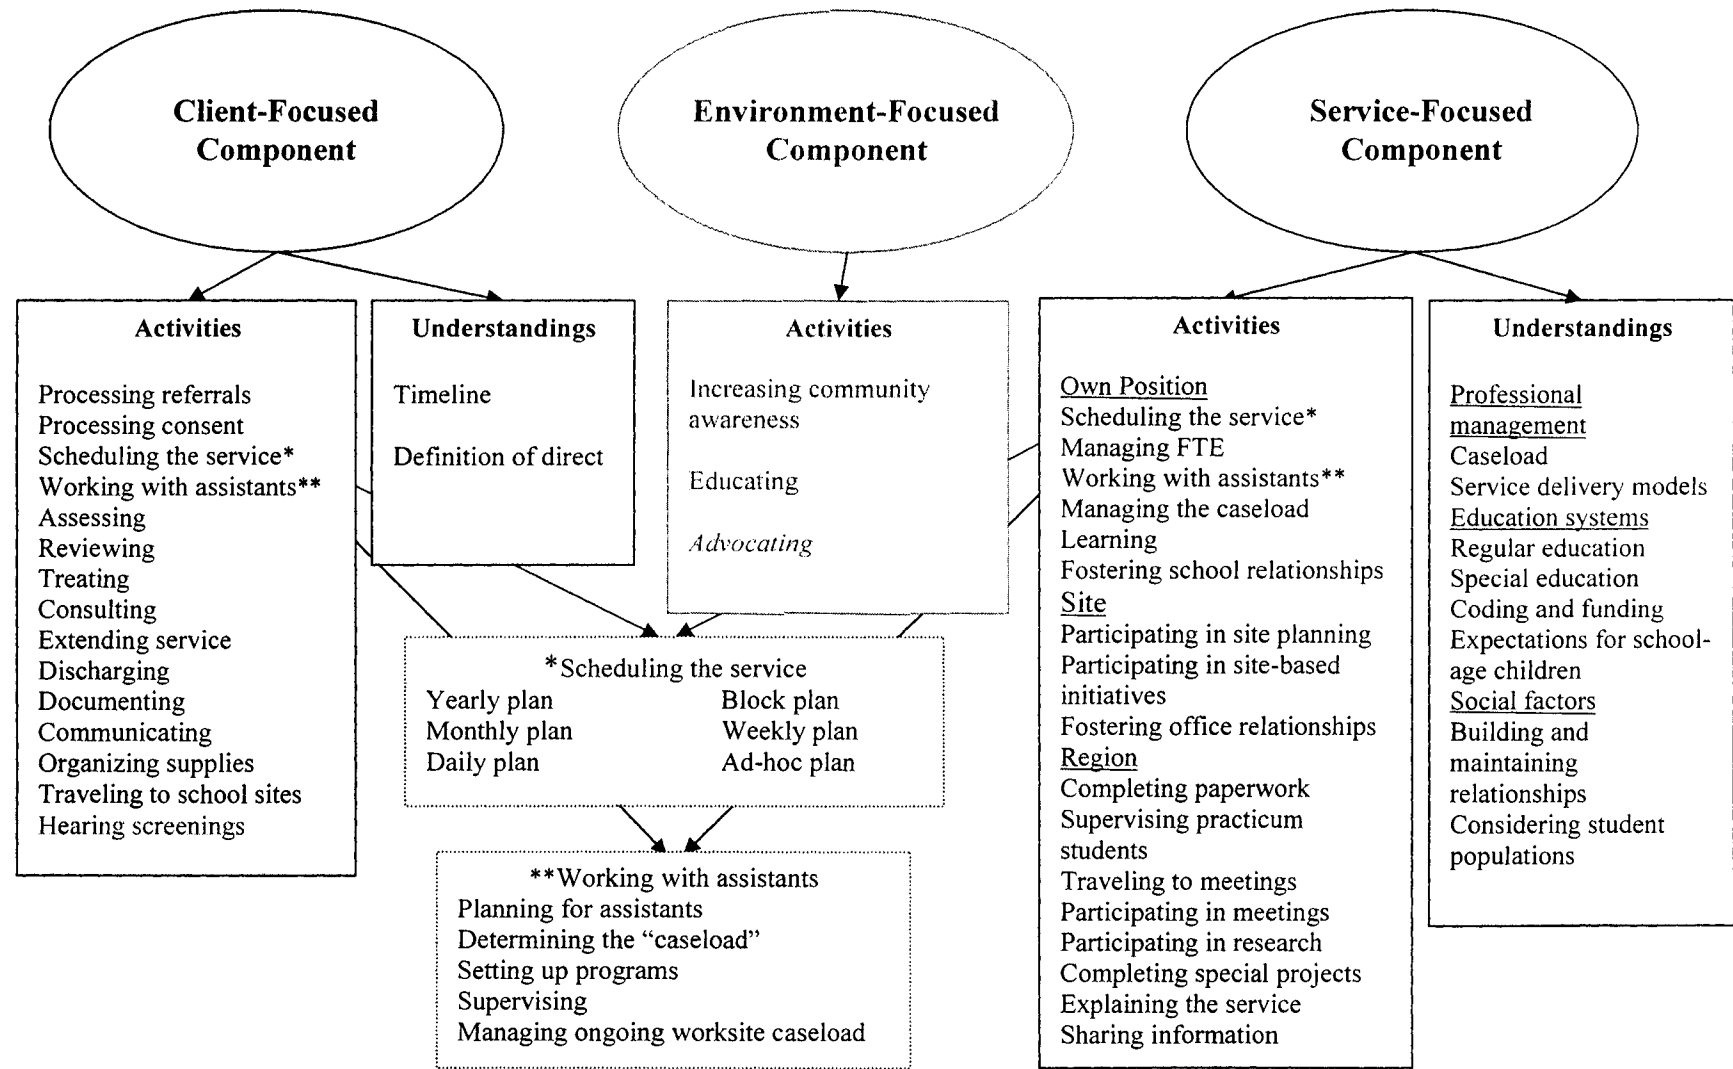 Client-Focused
Component
Environment-Focused
Component
Service-Focused
Component
Activities
Processing referrals
Processing consent
Scheduling the service*
Working with assistants**
Assessing
Reviewing
Treating
Consulting
Extending service
Discharging
Documenting
Communicating
Organizing supplies
Traveling to school sites
Hearing screenings
Understandings
Timeline
Definition of direct
Activities
Increasing community
awareness
Educating
Advocating
Activities
Own Position
Scheduling the service*
Managing FTE
Working with assistants**
Managing the caseload
Learning
Fostering school relationships
Site
Participating in site planning
Participating in site-based
initiatives
Fostering office relationships
Region
Completing paperwork
Supervising practicum
students
Traveling to meetings
Participating in meetings
Participating in research
Completing special projects
Explaining the service
Sharing information
Understandings
Professional
management
Caseload
Service delivery models
Education systems
Regular education
Special education
Coding and funding
Expectations for school-
age children
Social factors
Building and
maintaining
relationships
Considering student
populations
*Scheduling the service
Yearly plan Block plan
Monthly plan Weekly plan
Daily plan Ad-hoc plan
**Working with assistants
Planning for assistants
Determining the “caseload”
Setting up programs
Supervising
Managing ongoing worksite caseload